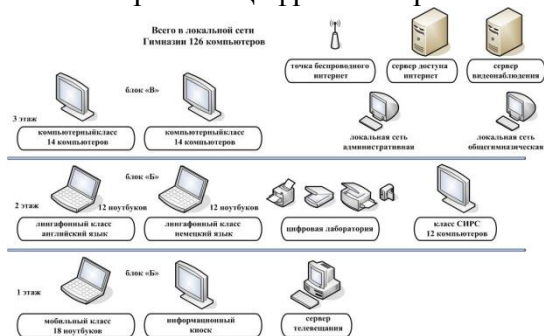 Всего в локальной сети
Гимназии 126 компьютеров
точка беспроводного
интернет
сервер доступа
интернет
сервер
видеонаблюдения
блок «В»
3 этаж
компьютерныйкласс
14 компьютеров
компьютерныйкласс
14 компьютеров
локальная сеть
административная
локальная сеть
общегимназическая
блок «Б»
2 этаж
12 ноутбуков
12 ноутбуков
лингафонный класс
английский язык
лингафонный класс
немецкий язык
цифровая лаборатория
класс СИРС
12 компьютеров
блок «Б»
1 этаж
мобильный класс
18 ноутбуков
информационный
киоск
сервер
телевещания